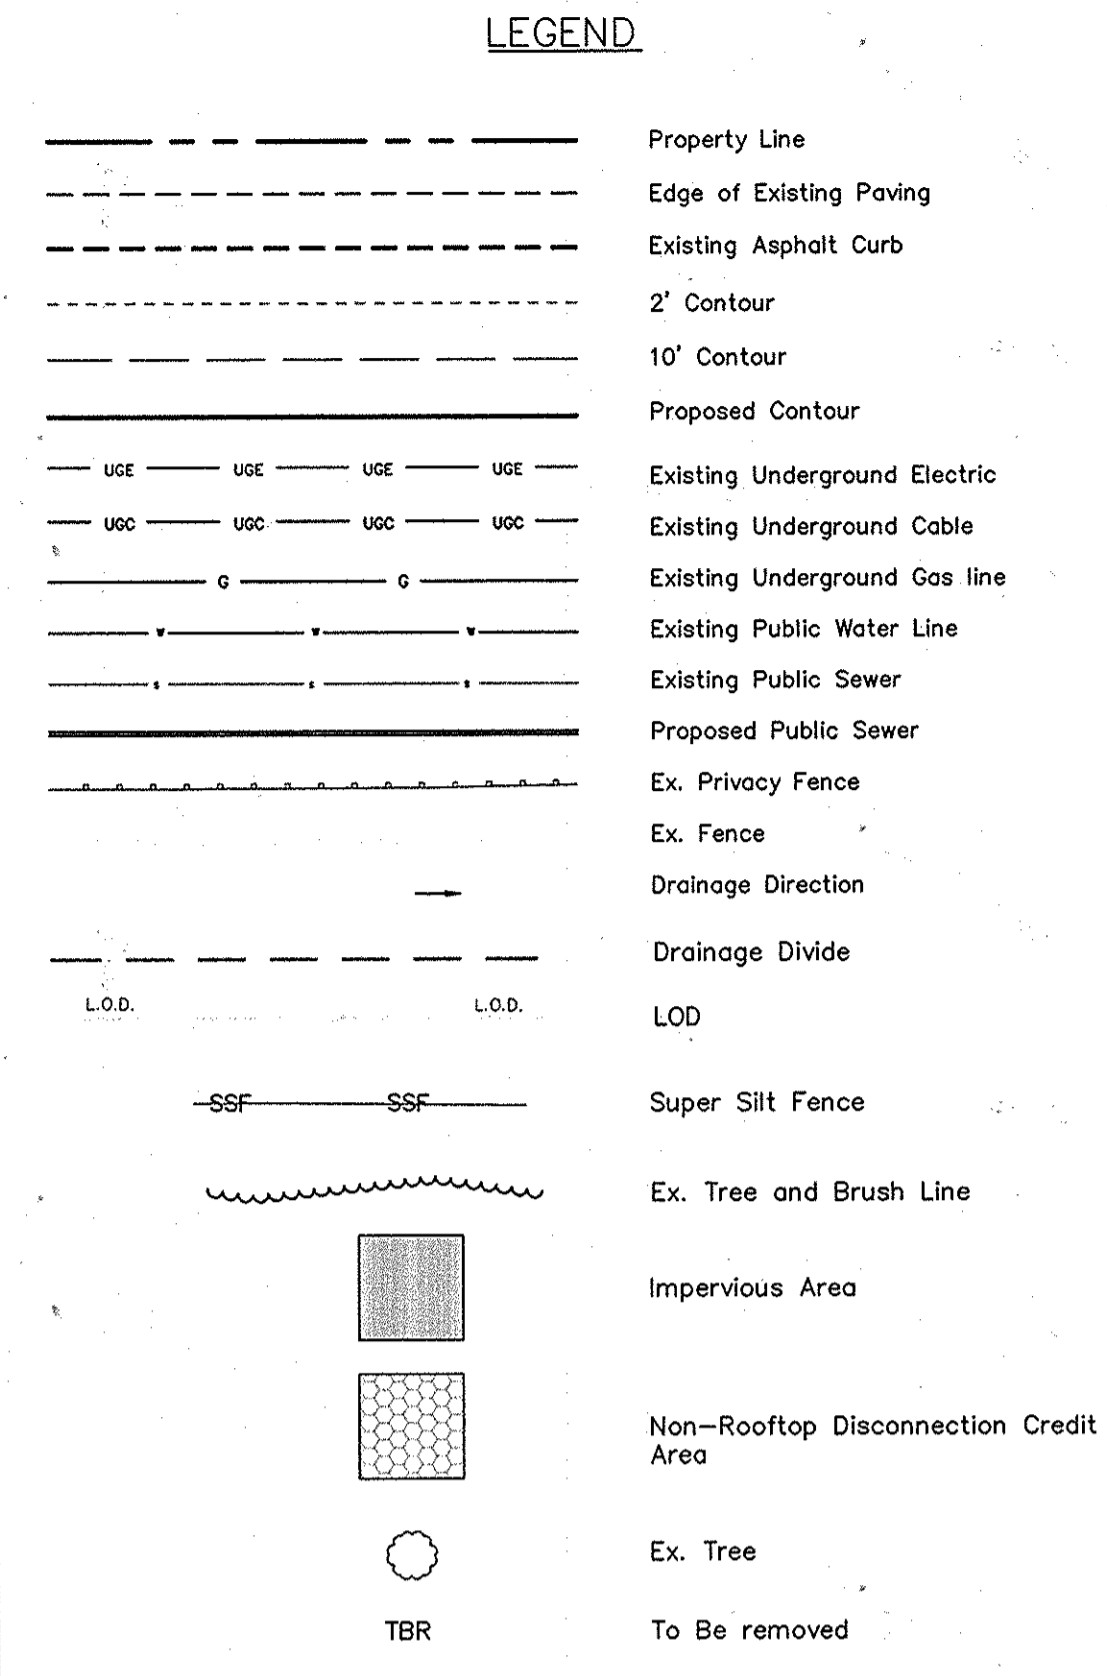 LEGEND
Property Line
Edge of Existing Paving
Existing Asphalt Curb
2' Contour
10' Contour
Proposed Contour
UGE UGE UGE UGE Existing Underground Electric
UGC UGC UGC UGC Existing Underground Cable
G G Existing Underground Gas line
W W W Existing Public Water Line
S S S Existing Public Sewer
Proposed Public Sewer
Ex. Privacy Fence
Ex. Fence
Drainage Direction
Drainage Divide
L.O.D. L.O.D. LOD
SSF SSF Super Silt Fence
Ex. Tree and Brush Line
Impervious Area
Non-Rooftop Disconnection Credit
Area
Ex. Tree
TBR To Be removed